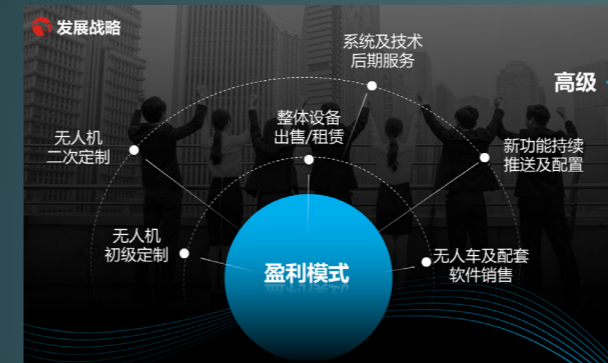 发展战略
系统及技术
后期服务
高级
整体设备
出售/租赁
无人机
二次定制
新功能持续
推送及配置
无人机
初级定制
无人车及配套
软件销售
盈利模式